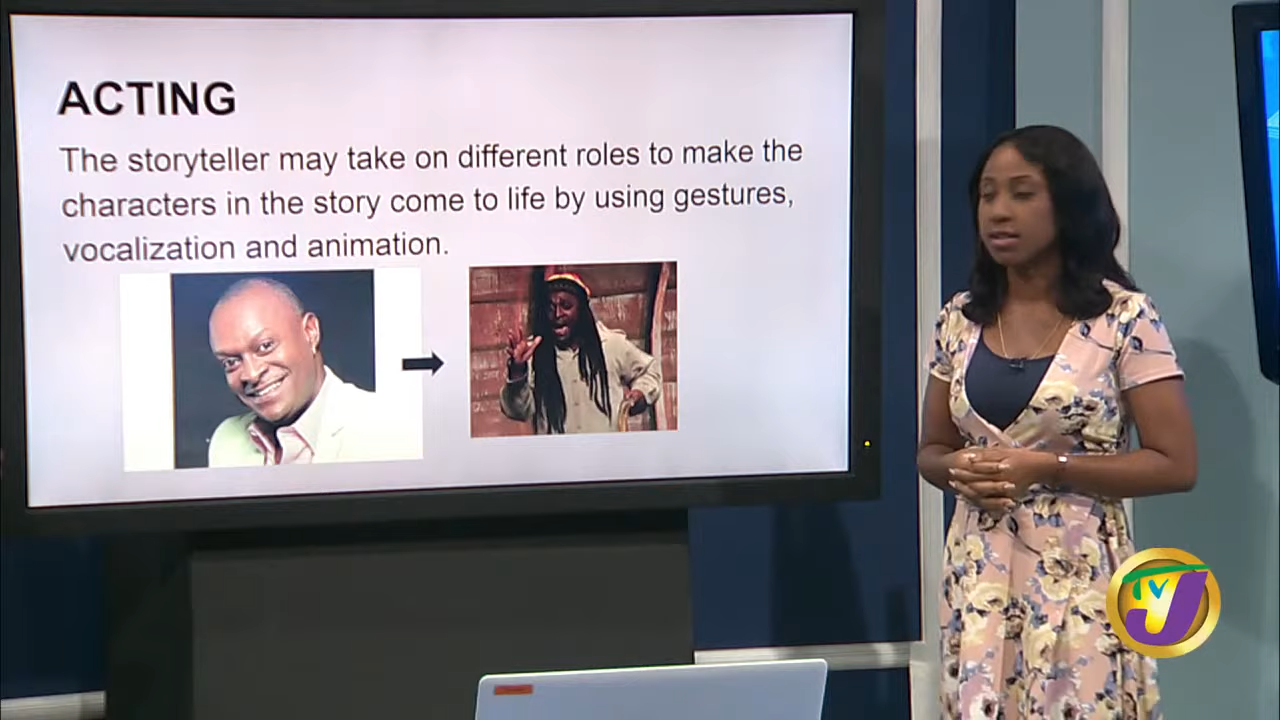 ACTING
The storyteller may take on different roles to make the
characters in the story come to life by using gestures,
vocalization and animation.
TVJ